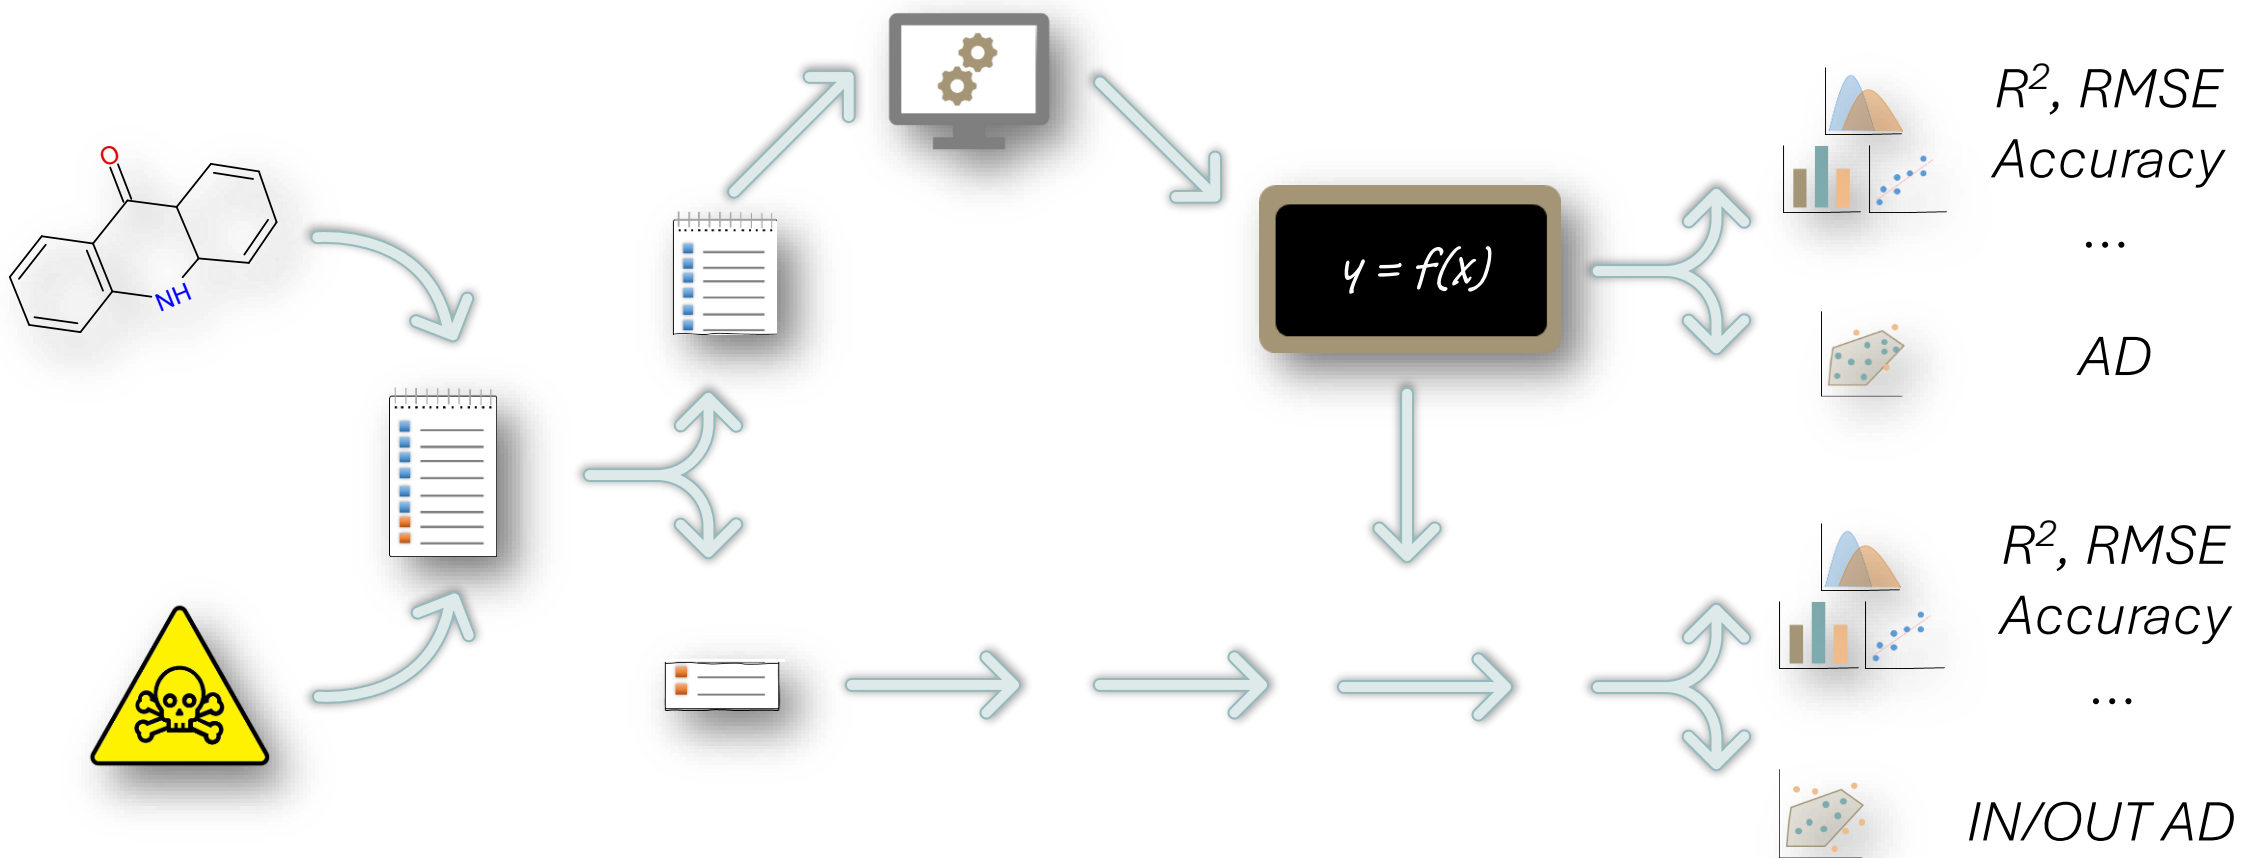 O
NH
y = f(x)
R², RMSE
Accuracy
...
AD
R², RMSE
Accuracy
...
IN/OUT AD